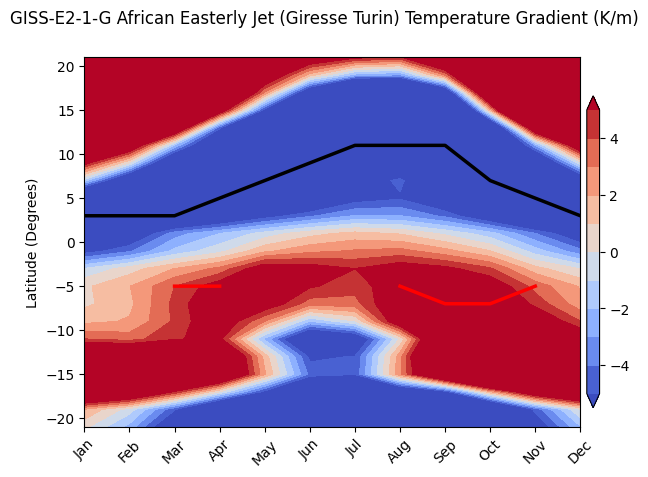 GISS-E2-1-G African Easterly Jet (Giresse Turin) Temperature Gradient (K/m)
Latitude (Degrees)
20
15
10
5
0
−5
−10
−15
−20
Jan
Feb
Mar
Apr
May
Jun
Jul
Aug
Sep
Oct
Nov
Dec
4
2
0
−2
−4